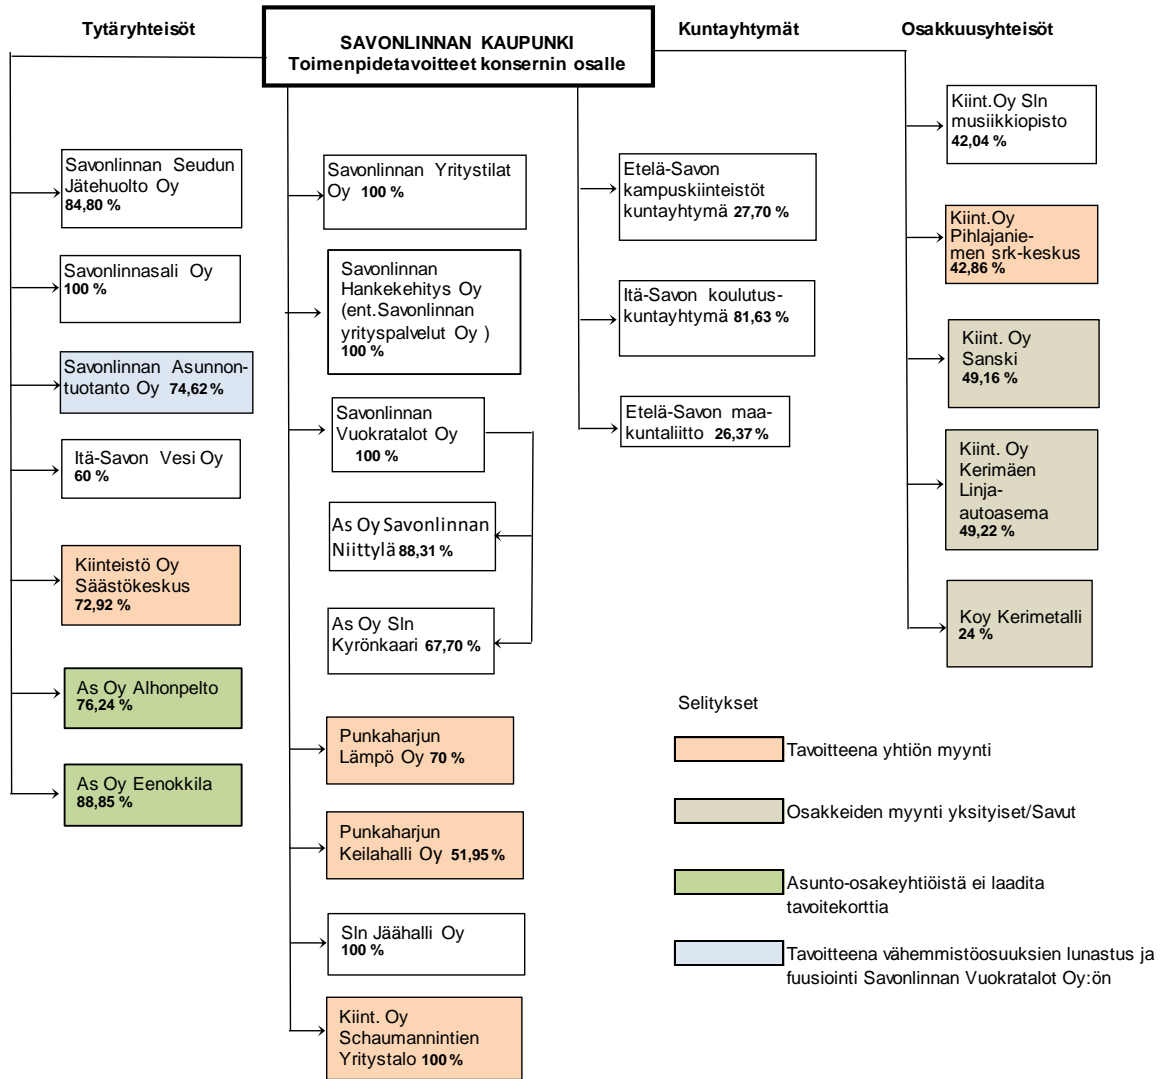 Tytäryhteisöt
SAVONLINNAN KAUPUNKI
Toimenpidetavoitteet konsernin osalle
Kuntayhtymät
Osakkuusyhteisöt
Savonlinnan Seudun
Jätehuolto Oy
84,80 %
Savonlinnasali Oy
100 %
Savonlinnan Asunnon-
tuotanto Oy 74,62 %
Itä-Savon Vesi Oy
60 %
Kiinteistö Oy
Säästökeskus
72,92 %
As Oy Alhonpelto
76,24 %
As Oy Eenokkila
88,85 %
Savonlinnan Yritystilat
Oy 100 %
Savonlinnan
Hankekehitys Oy
(ent.Savonlinnan
yrityspalvelut Oy )
100 %
Savonlinnan
Vuokratalot Oy
100 %
As Oy Savonlinnan
Niittylä 88,31 %
As Oy Sln
Kyrönkaari 67,70 %
Punkaharjun
Lämpö Oy 70 %
Punkaharjun
Keilahalli Oy 51,95 %
Sln Jäähalli Oy
100 %
Kiint. Oy
Schaumannintien
Yritystalo 100 %
Etelä-Savon
kampuskiinteistöt
kuntayhtymä 27,70 %
Itä-Savon koulutus-
kuntayhtymä 81,63 %
Etelä-Savon maa-
kuntaliitto 26,37 %
Kiint.Oy Sln
musiikkiopisto
42,04 %
Kiint.Oy
Pihlajanie-
men srk-keskus
42,86 %
Kiint. Oy
Sanski
49,16 %
Kiint. Oy
Kerimäen
Linja-
autoasema
49,22 %
Koy Kerimetalli
24 %
Selitykset
Tavoitteena yhtiön myynti
Osakkeiden myynti yksityiset/Savut
Asunto-osakeyhtiöistä ei laadita
tavoitekorttia
Tavoitteena vähemmistöosuuksien lunastus ja
fuusiointi Savonlinnan Vuokratalot Oy:ön